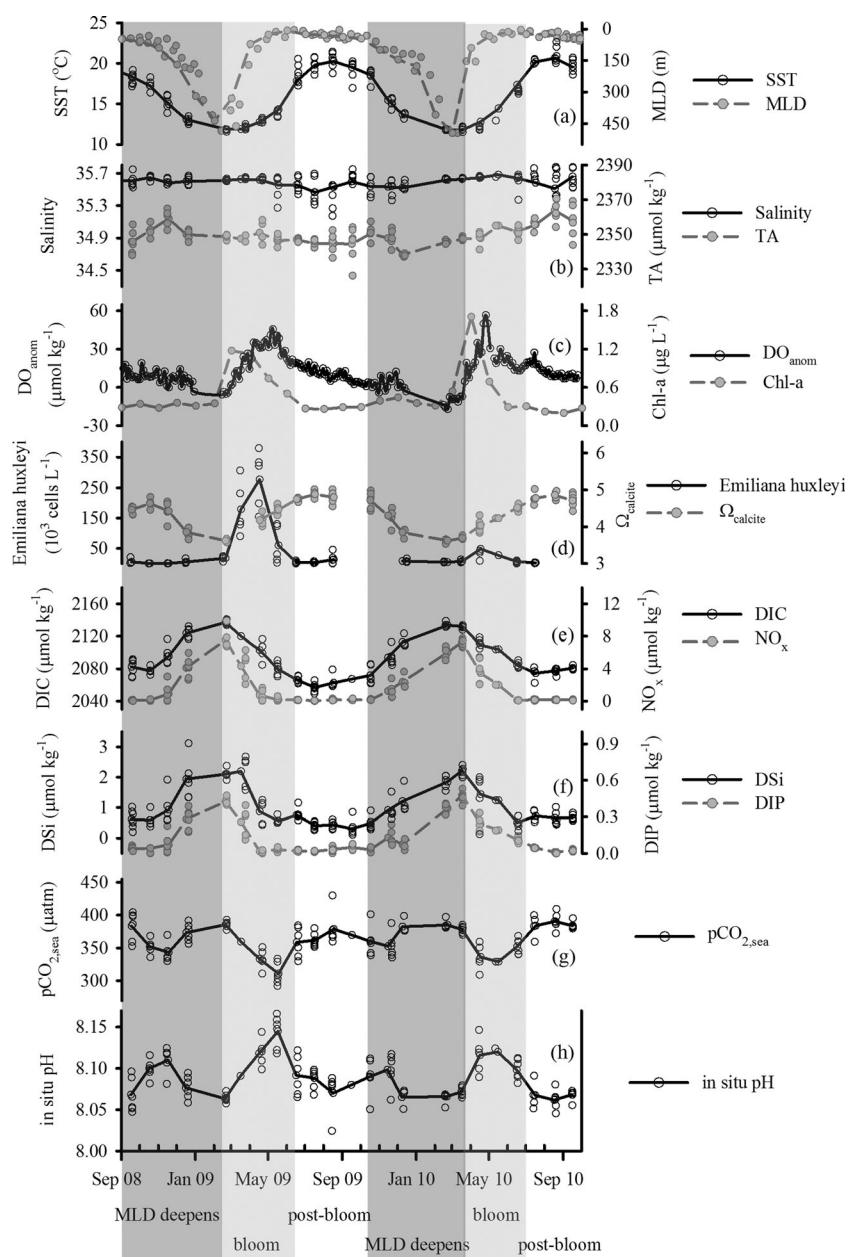 25
20
15
10
SST (°C)
0
150
300
450
MLD (m)
(a)
SST
MLD
35.7
35.3
34.9
34.5
Salinity
2390
2370
2350
2330
TA (μmol kg-1)
(b)
Salinity
TA
60
30
0
-30
DOanom (μmol kg-1)
1.8
1.2
0.6
0.0
Chl-a (μg L-1)
(c)
DOanom
Chl-a
350
250
150
50
Emiliana huxleyi (10³ cells L-1)
6
5
4
3
Ωcalcite
(d)
Emiliana huxleyi
Ωcalcite
2160
2120
2080
2040
DIC (μmol kg-1)
12
8
4
0
NOx (μmol kg-1)
(e)
DIC
NOx
3
2
1
0
DSi (μmol kg-1)
0.9
0.6
0.3
0.0
DIP (μmol kg-1)
(f)
DSi
DIP
450
400
350
300
pCO2,sea (μatm)
(g)
pCO2,sea
8.15
8.10
8.05
8.00
in situ pH
(h)
in situ pH
Sep 08 Jan 09 May 09 Sep 09 Jan 10 May 10 Sep 10
MLD deepens post-bloom bloom
bloom MLD deepens post-bloom